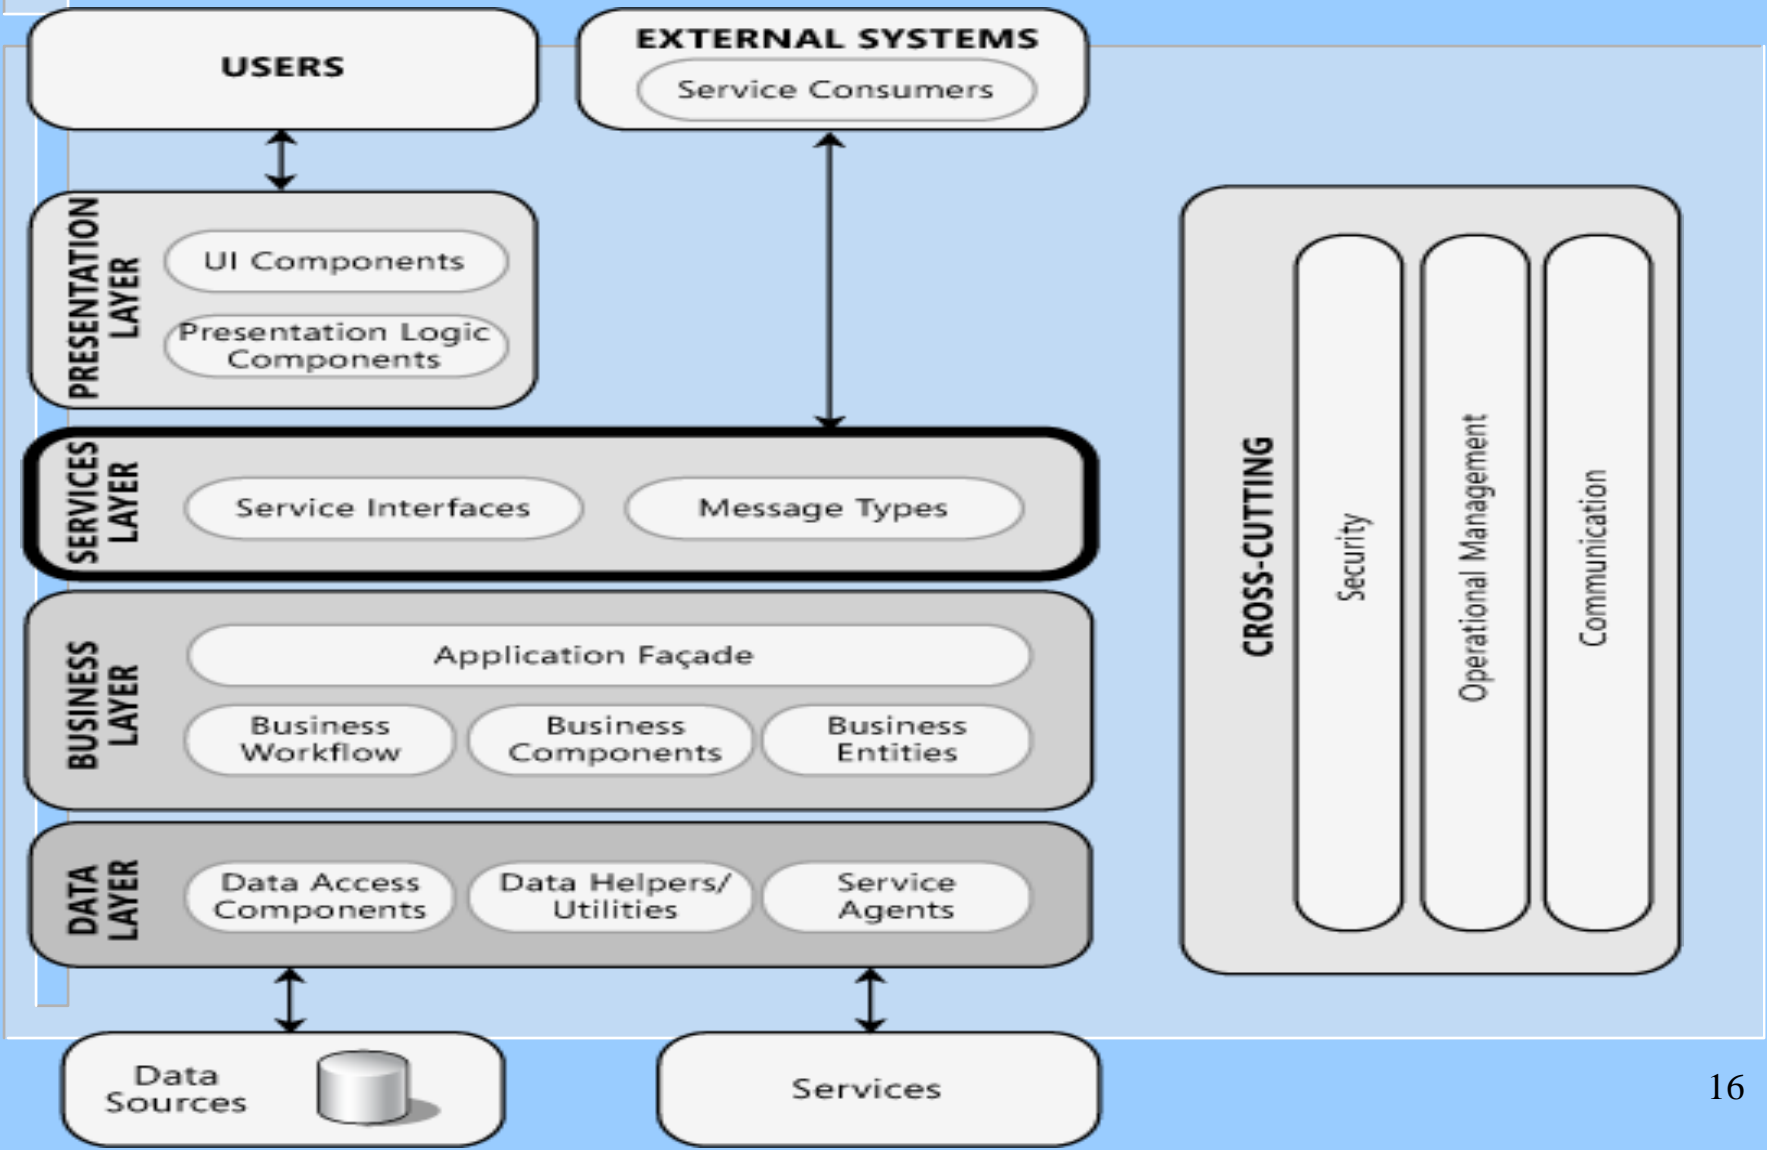 USERS
EXTERNAL SYSTEMS
Service Consumers
PRESENTATION
LAYER
UI Components
Presentation Logic
Components
SERVICES
LAYER
Service Interfaces
Message Types
BUSINESS
LAYER
Application Façade
Business
Workflow
Business
Components
Business
Entities
DATA
LAYER
Data Access
Components
Data Helpers/
Utilities
Service
Agents
Data
Sources
Services
CROSS-CUTTING
Security
Operational Management
Communication
16